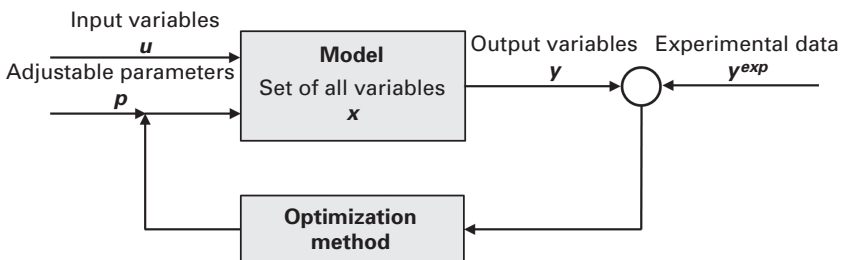 Input variables
u
Adjustable parameters
p
Model
Set of all variables
x
Output variables
y
Experimental data
y^exp
Optimization
method